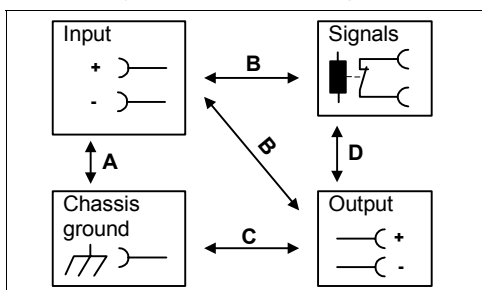 Input
+
-
Signals
B
B
A
D
Chassis
ground
C
Output
+
-